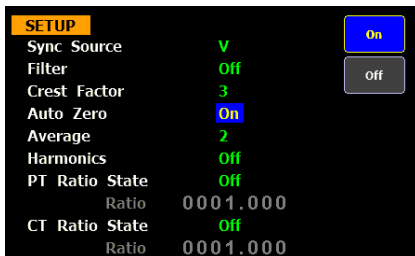 SETUP
Sync Source V
Filter Off
Crest Factor 3
Auto Zero On
Average 2
Harmonics Off
PT Ratio State Off
Ratio 0001.000
CT Ratio State Off
Ratio 0001.000
On
Off